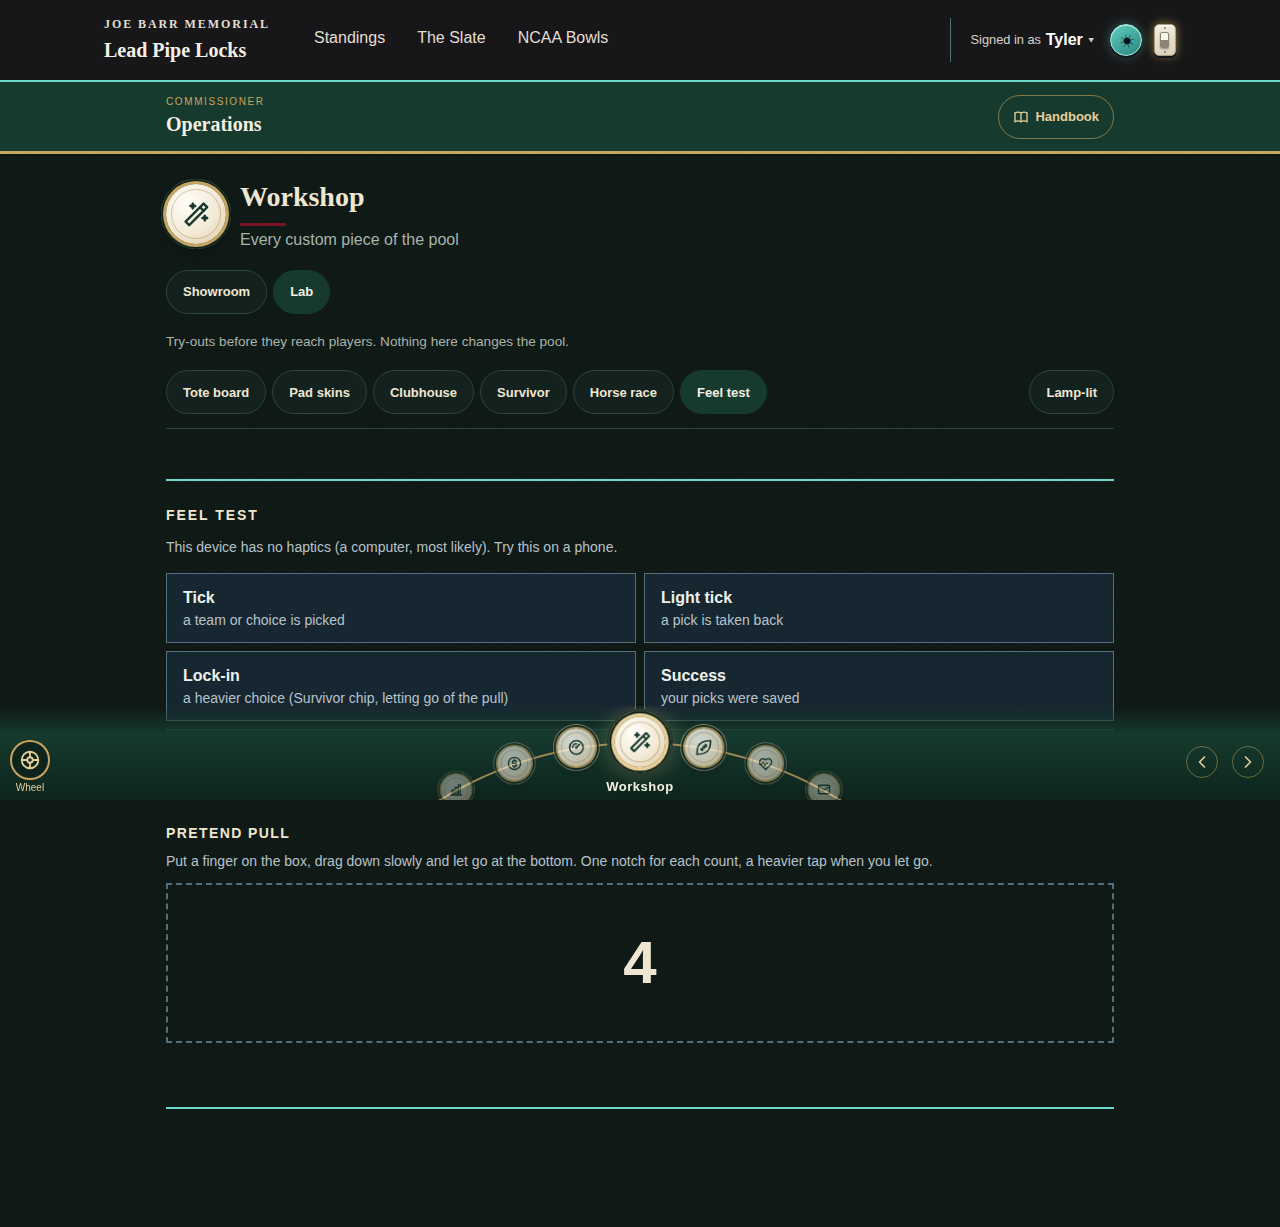 JOE BARR MEMORIAL
Lead Pipe Locks
Standings
The Slate
NCAA Bowls
Signed in as Tyler
COMMISSIONER
Operations
Handbook
Workshop
Every custom piece of the pool
Showroom
Lab
Try-outs before they reach players. Nothing here changes the pool.
Tote board
Pad skins
Clubhouse
Survivor
Horse race
Feel test
Lamp-lit
FEEL TEST
This device has no haptics (a computer, most likely). Try this on a phone.
Tick
a team or choice is picked
Light tick
a pick is taken back
Lock-in
a heavier choice (Survivor chip, letting go of the pull)
Success
your picks were saved
Wheel
Workshop
PRETEND PULL
Put a finger on the box, drag down slowly and let go at the bottom. One notch for each count, a heavier tap when you let go.
4